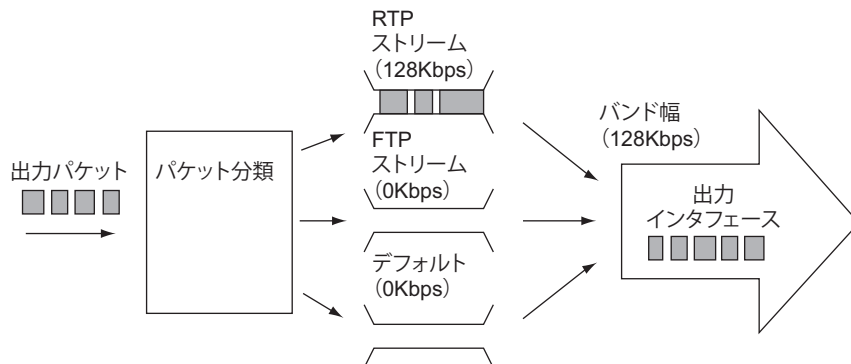 出力パケット
パケット分類
RTP
ストリーム
(128Kbps)
FTP
ストリーム
(0Kbps)
デフォルト
(0Kbps)
バンド幅
(128Kbps)
出力
インタフェース